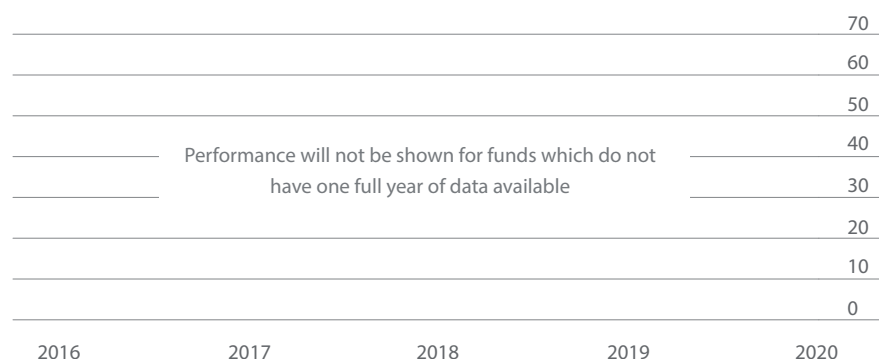 70
60
50
40
Performance will not be shown for funds which do not
have one full year of data available
30
20
10
0
2016 2017 2018 2019 2020